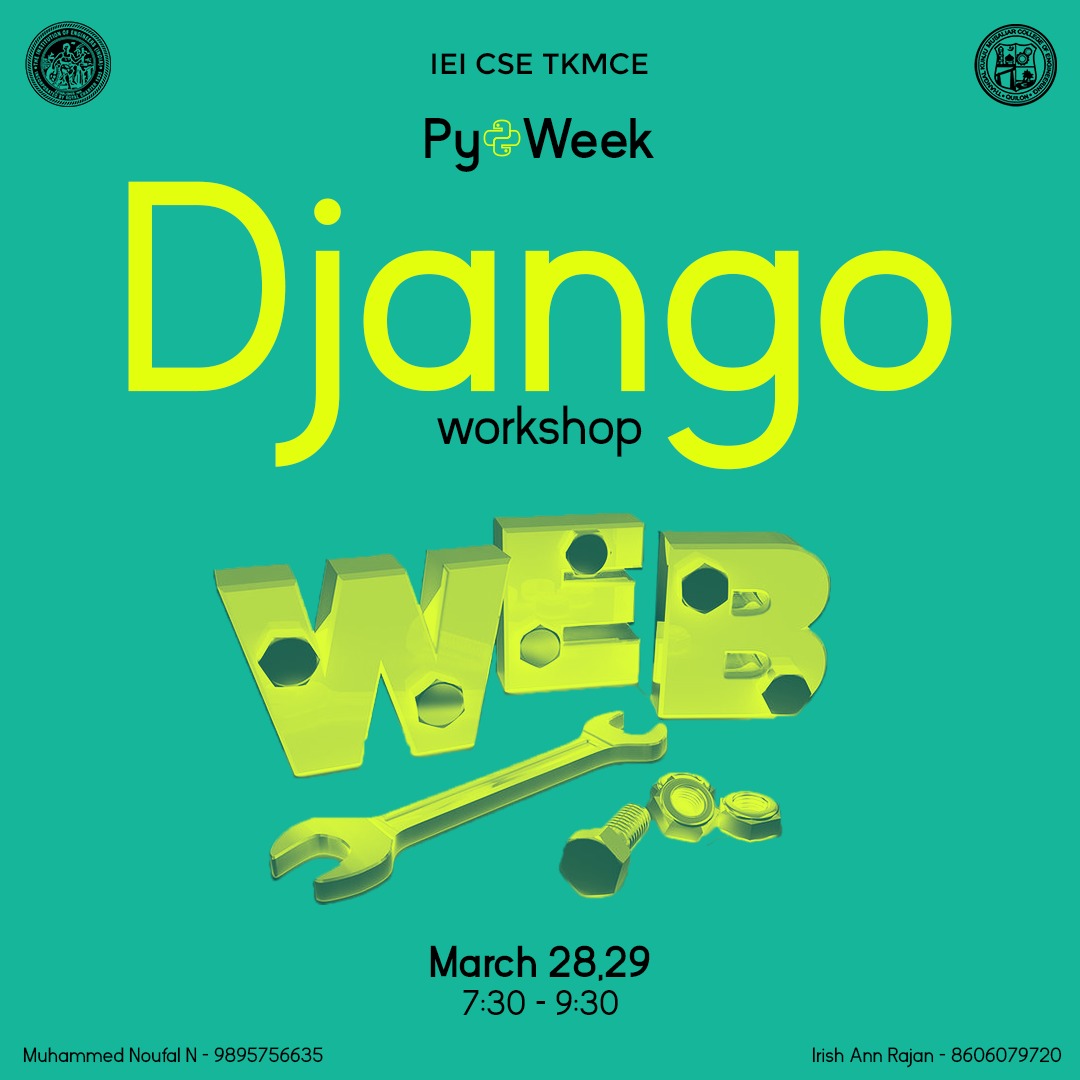 IEI CSE TKMCE
Py Week
Django
workshop
WEB
March 28,29
7:30 - 9:30
Muhammed Noufal N - 9895756635
Irish Ann Rajan - 8606079720